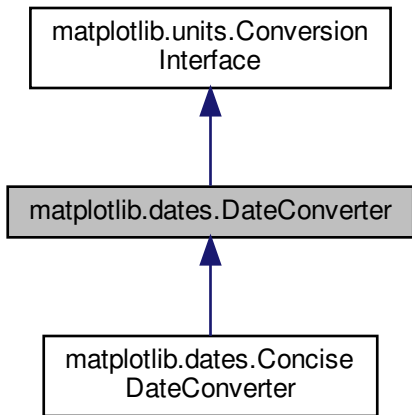 matplotlib.units.Conversion
Interface
matplotlib.dates.DateConverter
matplotlib.dates.Concise
DateConverter